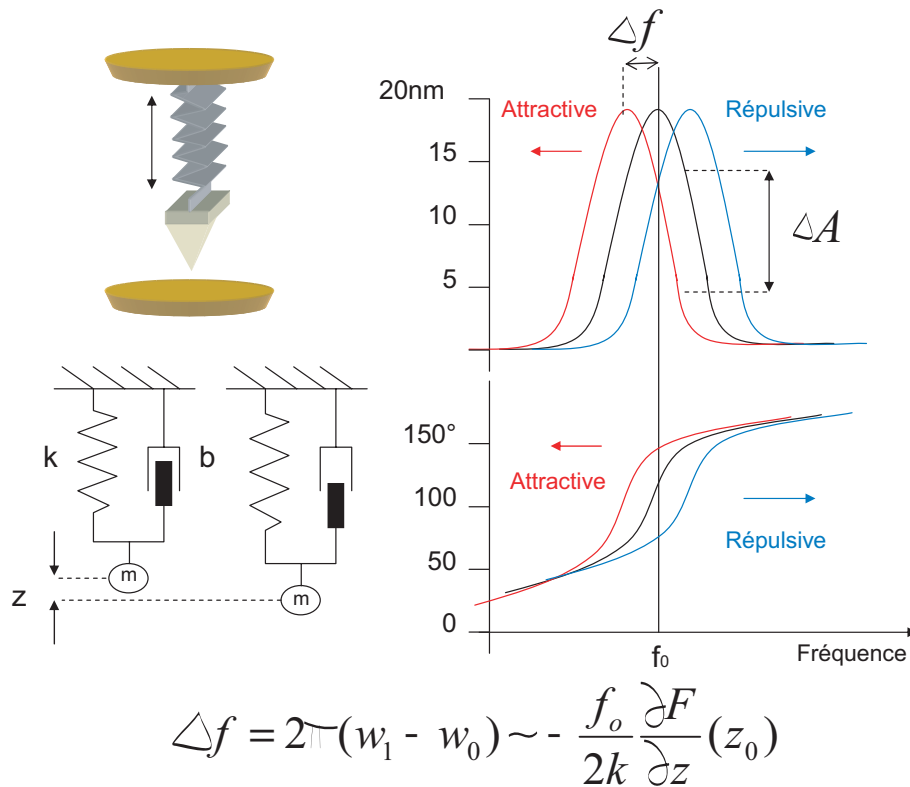 Δf
20nm
Attractive
Répulsive
15
10
ΔA
5
k
b
m
m
z
150°
Attractive
100
Répulsive
50
0
f₀
Fréquence
Δf = 2π(w₁ - w₀) ~ - fₒ/2k ∂F/∂z (z₀)